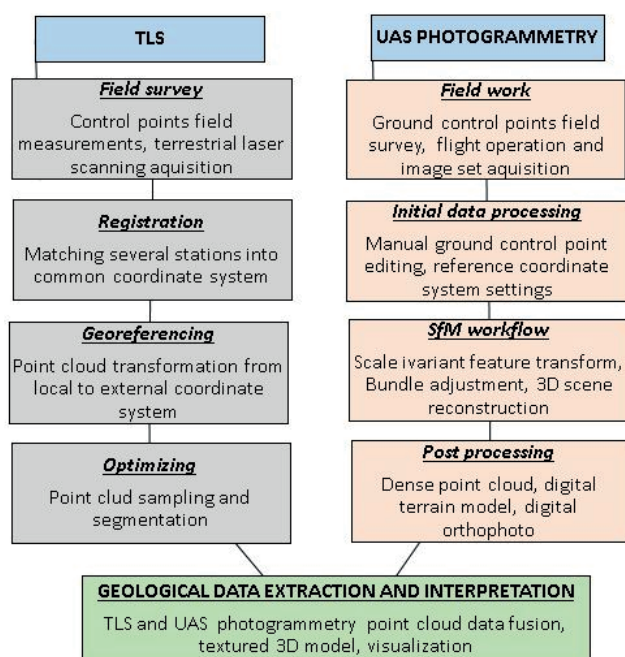 TLS
Field survey
Control points field
measurements, terrestrial laser
scanning aquisition
Registration
Matching several stations into
common coordinate system
Georeferencing
Point cloud transformation from
local to external coordinate
system
Optimizing
Point clud sampling and
segmentation
UAS PHOTOGRAMMETRY
Field work
Ground control points field
survey, flight operation and
image set aquisition
Initial data processing
Manual ground control point
editing, reference coordinate
system settings
SfM workflow
Scale ivariant feature transform,
Bundle adjustment, 3D scene
reconstruction
Post processing
Dense point cloud, digital
terrain model, digital
orthophoto
GEOLOGICAL DATA EXTRACTION AND INTERPRETATION
TLS and UAS photogrammetry point cloud data fusion,
textured 3D model, visualization